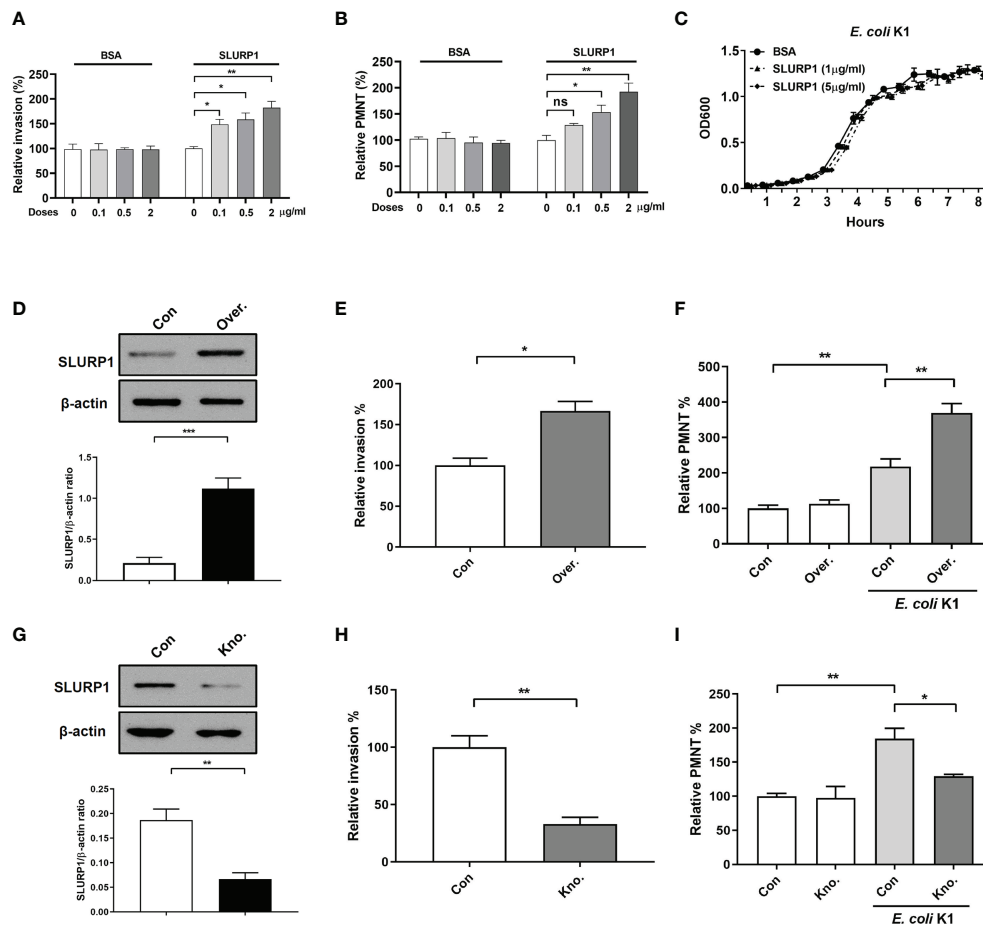 A
BSA
SLURP1
**
*
*
Relative invasion (%)
250
200
150
100
50
0
Doses
0 0.1 0.5 2
0 0.1 0.5 2 μg/ml
B
BSA
SLURP1
**
*
ns
Relative PMNT (%)
250
200
150
100
50
0
Doses
0 0.1 0.5 2
0 0.1 0.5 2 μg/ml
C
E. coli K1
BSA
SLURP1 (1μg/ml)
SLURP1 (5μg/ml)
OD600
1.5
1.0
0.5
0.0
1 2 3 4 5 6 7 8
Hours
D
Con Over.
SLURP1
β-actin
***
SLURP1/β-actin ratio
1.5
1.0
0.5
0.0
E
*
Relative invasion %
200
150
100
50
0
Con Over.
F
**
**
Relative PMNT %
500
400
300
200
100
0
Con Over. Con Over.
E. coli K1
G
Con Kno.
SLURP1
β-actin
**
SLURP1/β-actin ratio
0.25
0.20
0.15
0.10
0.05
0.00
H
**
Relative invasion %
150
100
50
0
Con Kno.
I
**
*
Relative PMNT %
250
200
150
100
50
0
Con Kno. Con Kno.
E. coli K1